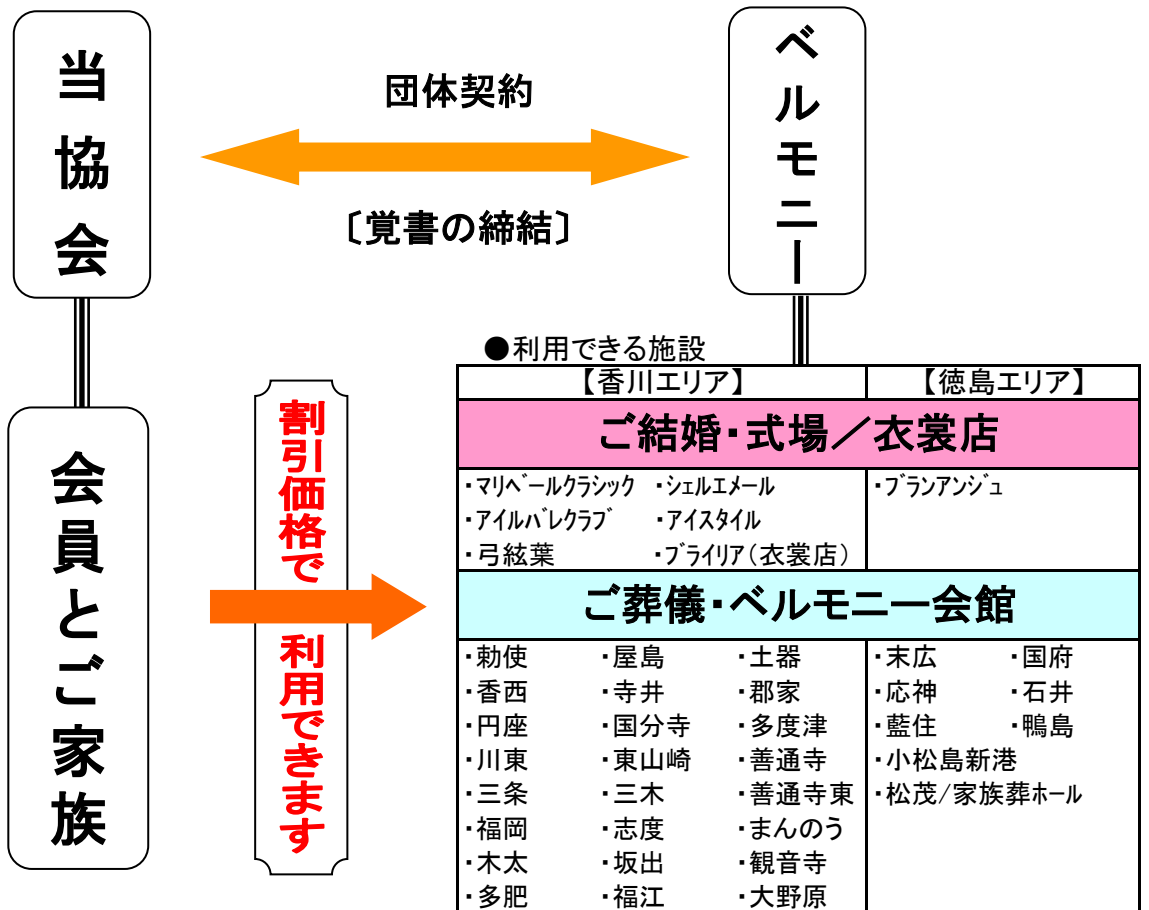 当協会
団体契約
〔覚書の締結〕
ベルモニー
会員とご家族
割引価格で 利用できます
●利用できる施設
【香川エリア】 【徳島エリア】
ご結婚・式場／衣裳店
・マリベールクラシック ・シェルエメール ・ブランアンジュ
・アイルバレクラブ ・アイスタイル
・弓絃葉 ・ブライリア（衣裳店）
ご葬儀・ベルモニー会館
・勅使 ・屋島 ・土器 ・末広 ・国府
・香西 ・寺井 ・郡家 ・応神 ・石井
・円座 ・国分寺 ・多度津 ・藍住 ・鴨島
・川東 ・東山崎 ・善通寺 ・小松島新港
・三条 ・三木 ・善通寺東 ・松茂/家族葬ホール
・福岡 ・志度 ・まんのう
・木太 ・坂出 ・観音寺
・多肥 ・福江 ・大野原